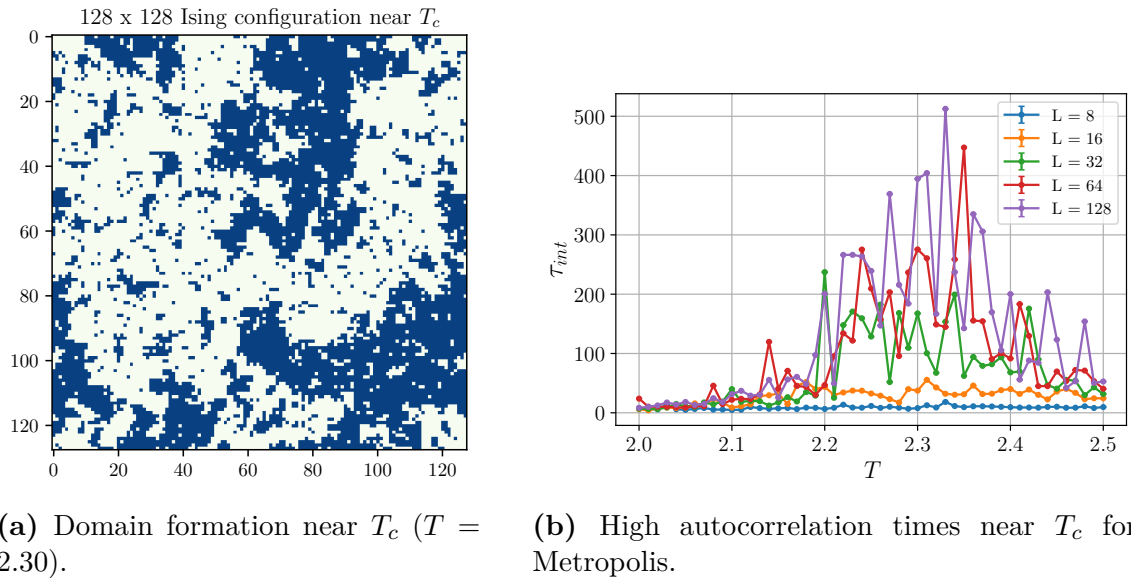 128 x 128 Ising configuration near T_c
0
20
40
60
80
100
120
0 20 40 60 80 100 120
500
400
300
200
100
0
τ_int
2.0 2.1 2.2 2.3 2.4 2.5
T
L = 8
L = 16
L = 32
L = 64
L = 128
(a) Domain formation near T_c (T =
2.30).
(b) High autocorrelation times near T_c for
Metropolis.